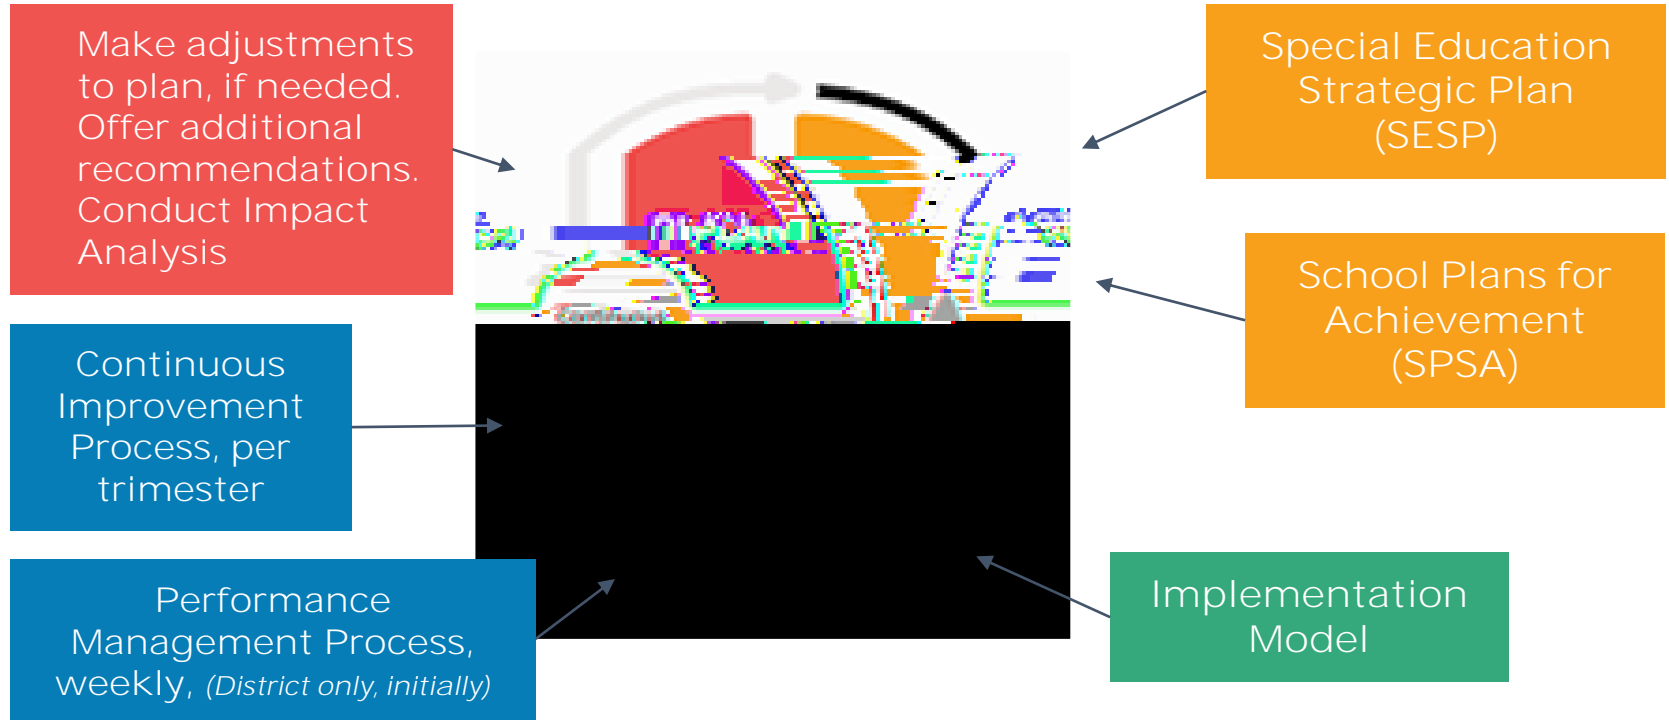 Make adjustments
to plan, if needed.
Offer additional
recommendations.
Conduct Impact
Analysis
Special Education
Strategic Plan
(SESP)
School Plans for
Achievement
(SPSA)
Continuous
Improvement
Process, per
trimester
Performance
Management Process,
weekly, (District only, initially)
Implementation
Model